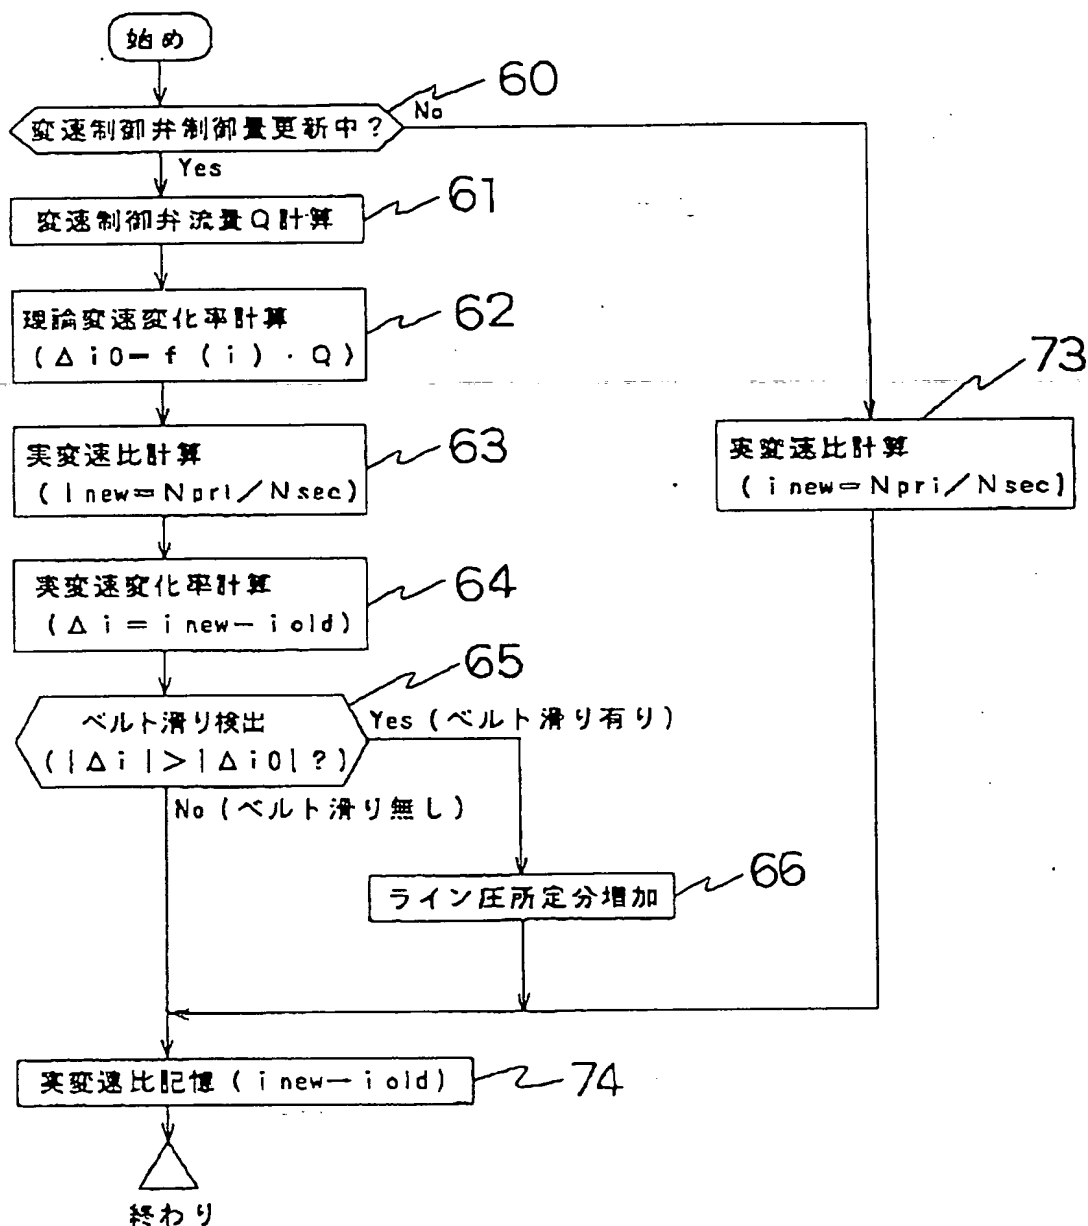 始め
60
変速制御弁制御量更新中?
No
Yes
変速制御弁流量Q計算
61
理論変速変化率計算
(Δi0=f(i)・Q)
62
実変速比計算
(inew=Npri/Nsec)
63
実変速比計算
(inew=Npri/Nsec)
73
実変速変化率計算
(Δi=inew-iold)
64
ベルト滑り検出
(|Δi|>|Δi0|?)
65
Yes(ベルト滑り有り)
No(ベルト滑り無し)
ライン圧所定分増加
66
実変速比記憶(inew→iold)
74
終わり